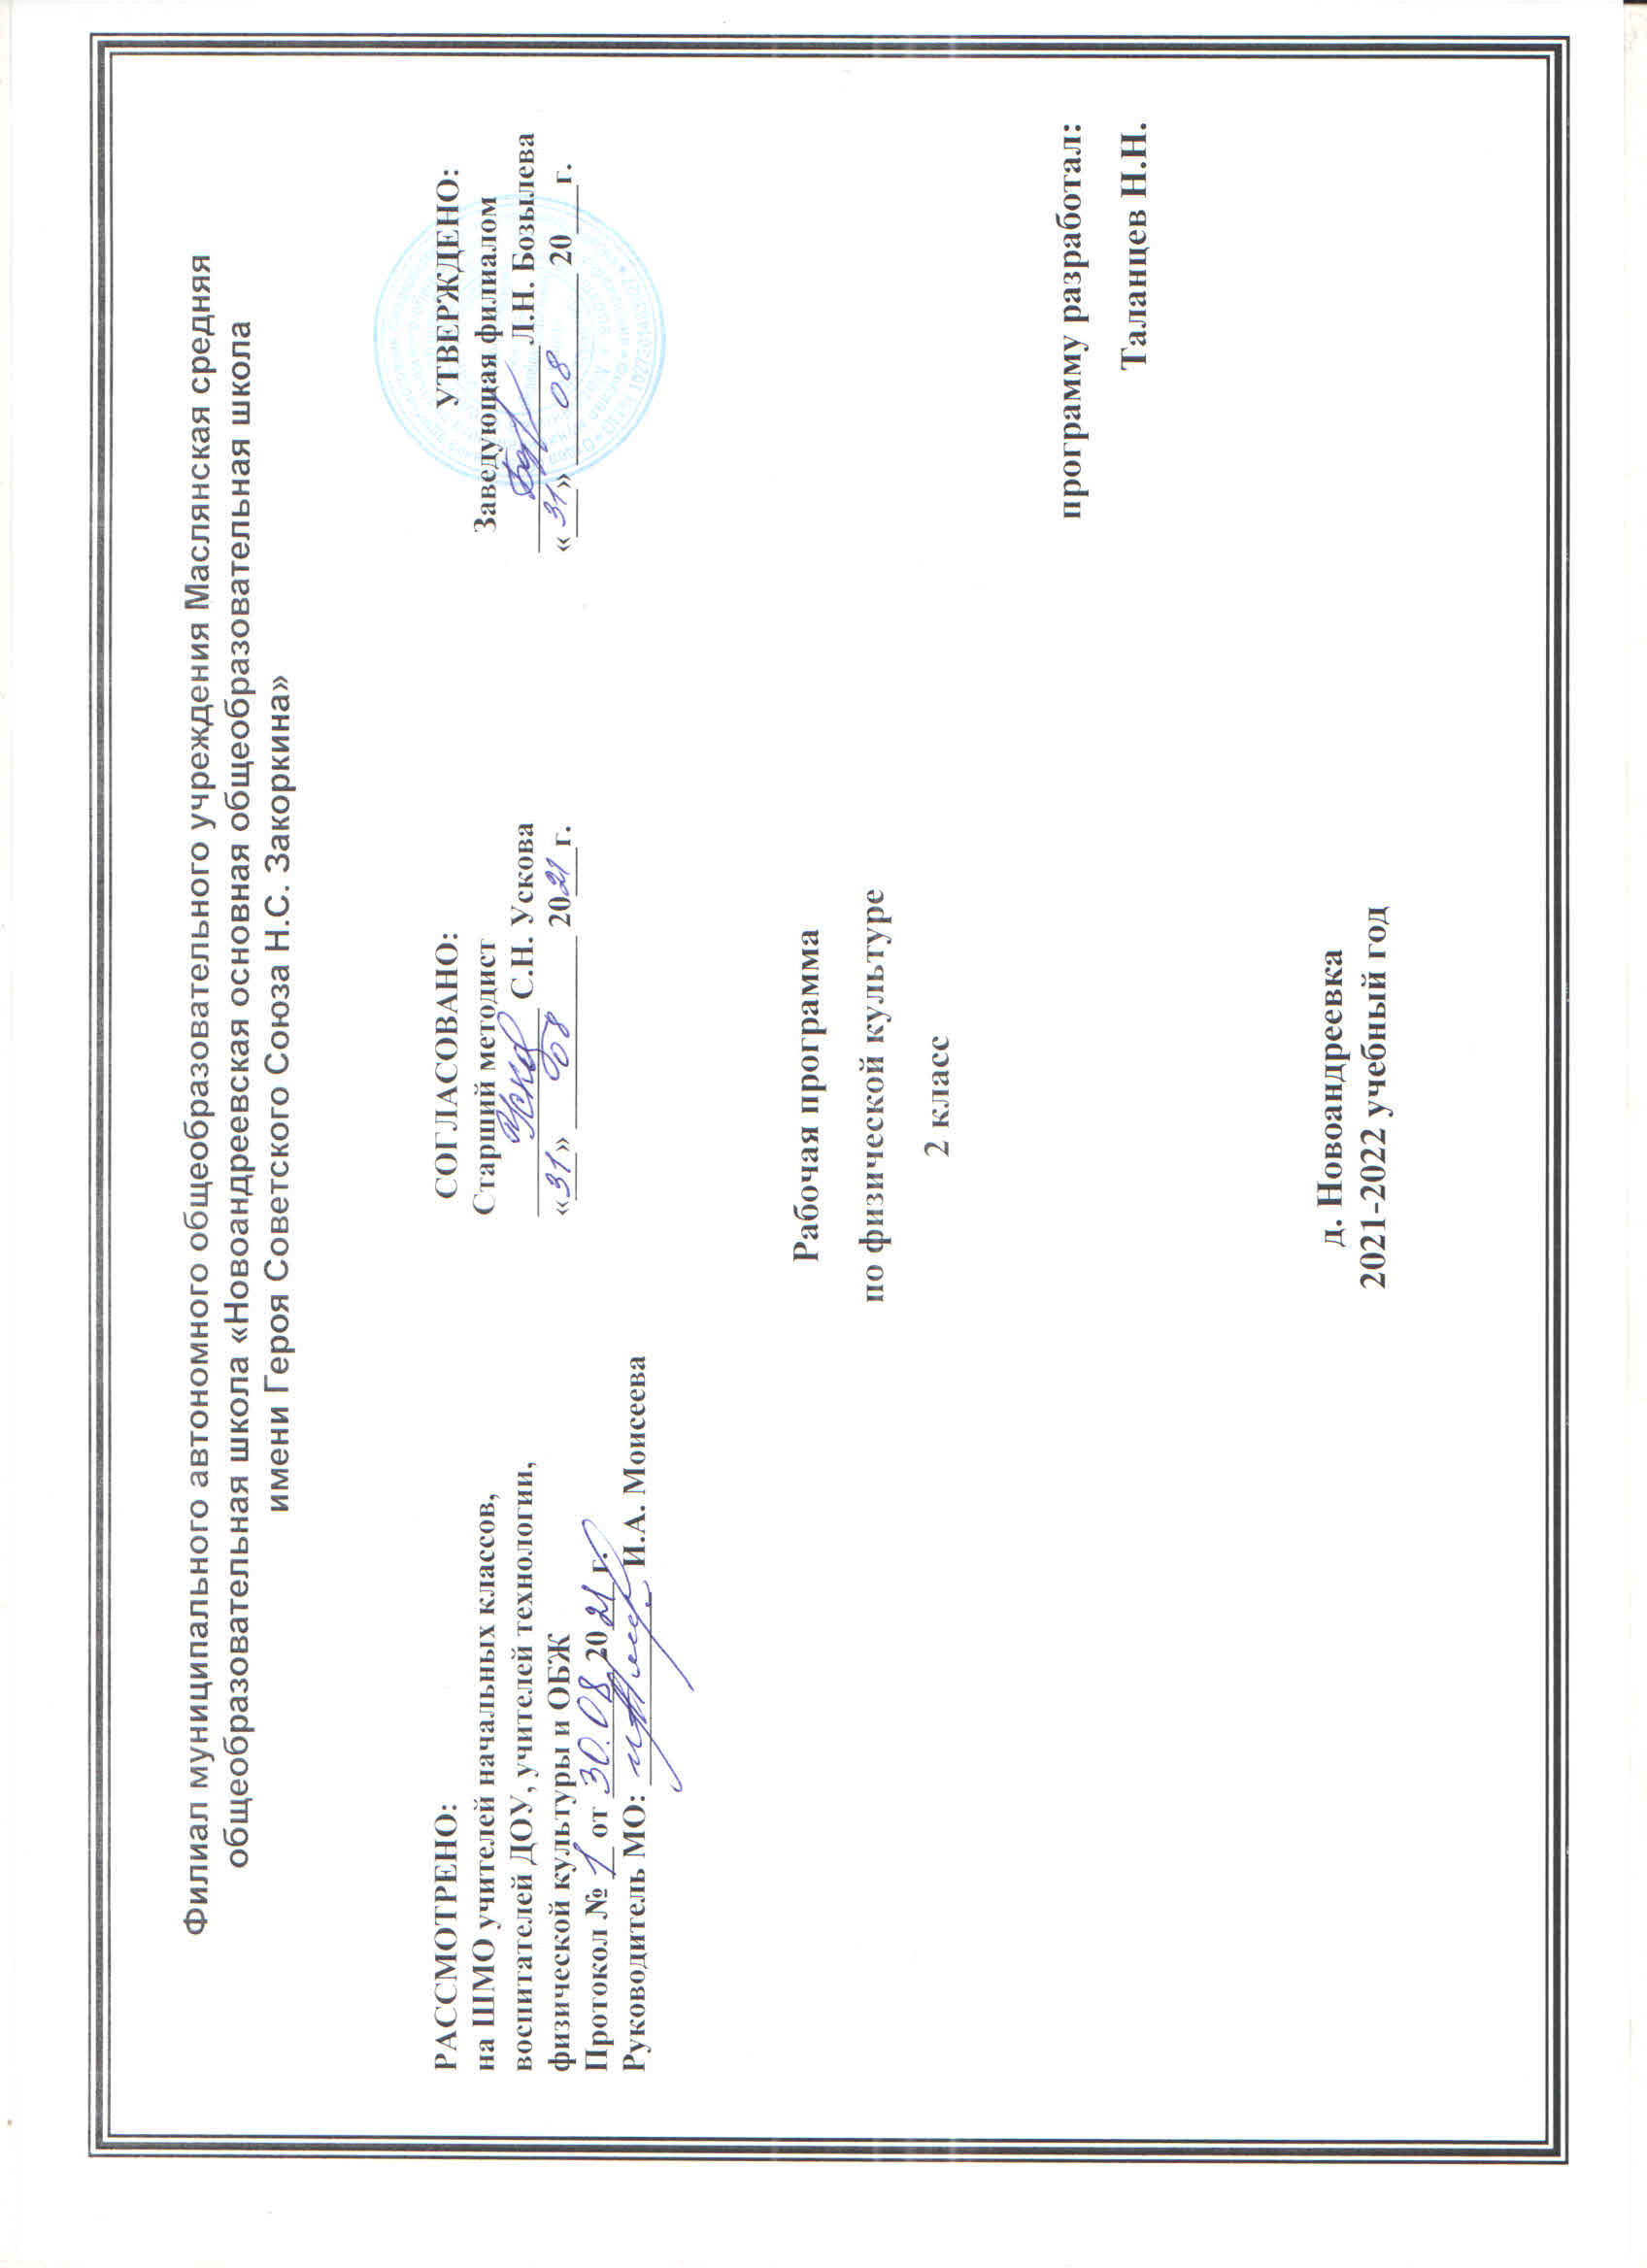 Филиал муниципального автономного общеобразовательного учреждения Маслянская средняя
общеобразовательная школа «Новоандреевская основная общеобразовательная школа
имени Героя Советского Союза Н.С. Закоркина»
РАССМОТРЕНО:
на ШМО учителей начальных классов,
воспитателей ДОУ, учителей технологии,
физической культуры и ОБЖ
Протокол № 1 от 30.08 2021 г.
Руководитель МО: И.А. Моисеева
СОГЛАСОВАНО:
Старший методист
Ускова С.Н. Ускова
«31» 08 2021 г.
УТВЕРЖДЕНО:
Заведующая филиалом
Л.Н. Бозылева
«31» 08 20___ г.
Рабочая программа
по физической культуре
2 класс
программу разработал:
Таланцев Н.Н.
д. Новоандреевка
2021-2022 учебный год